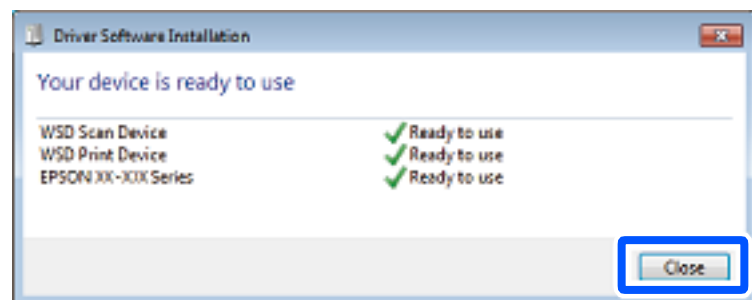 Driver Software Installation
Your device is ready to use
WSD Scan Device Ready to use
WSD Print Device Ready to use
EPSON XX-XXX Series Ready to use
Close